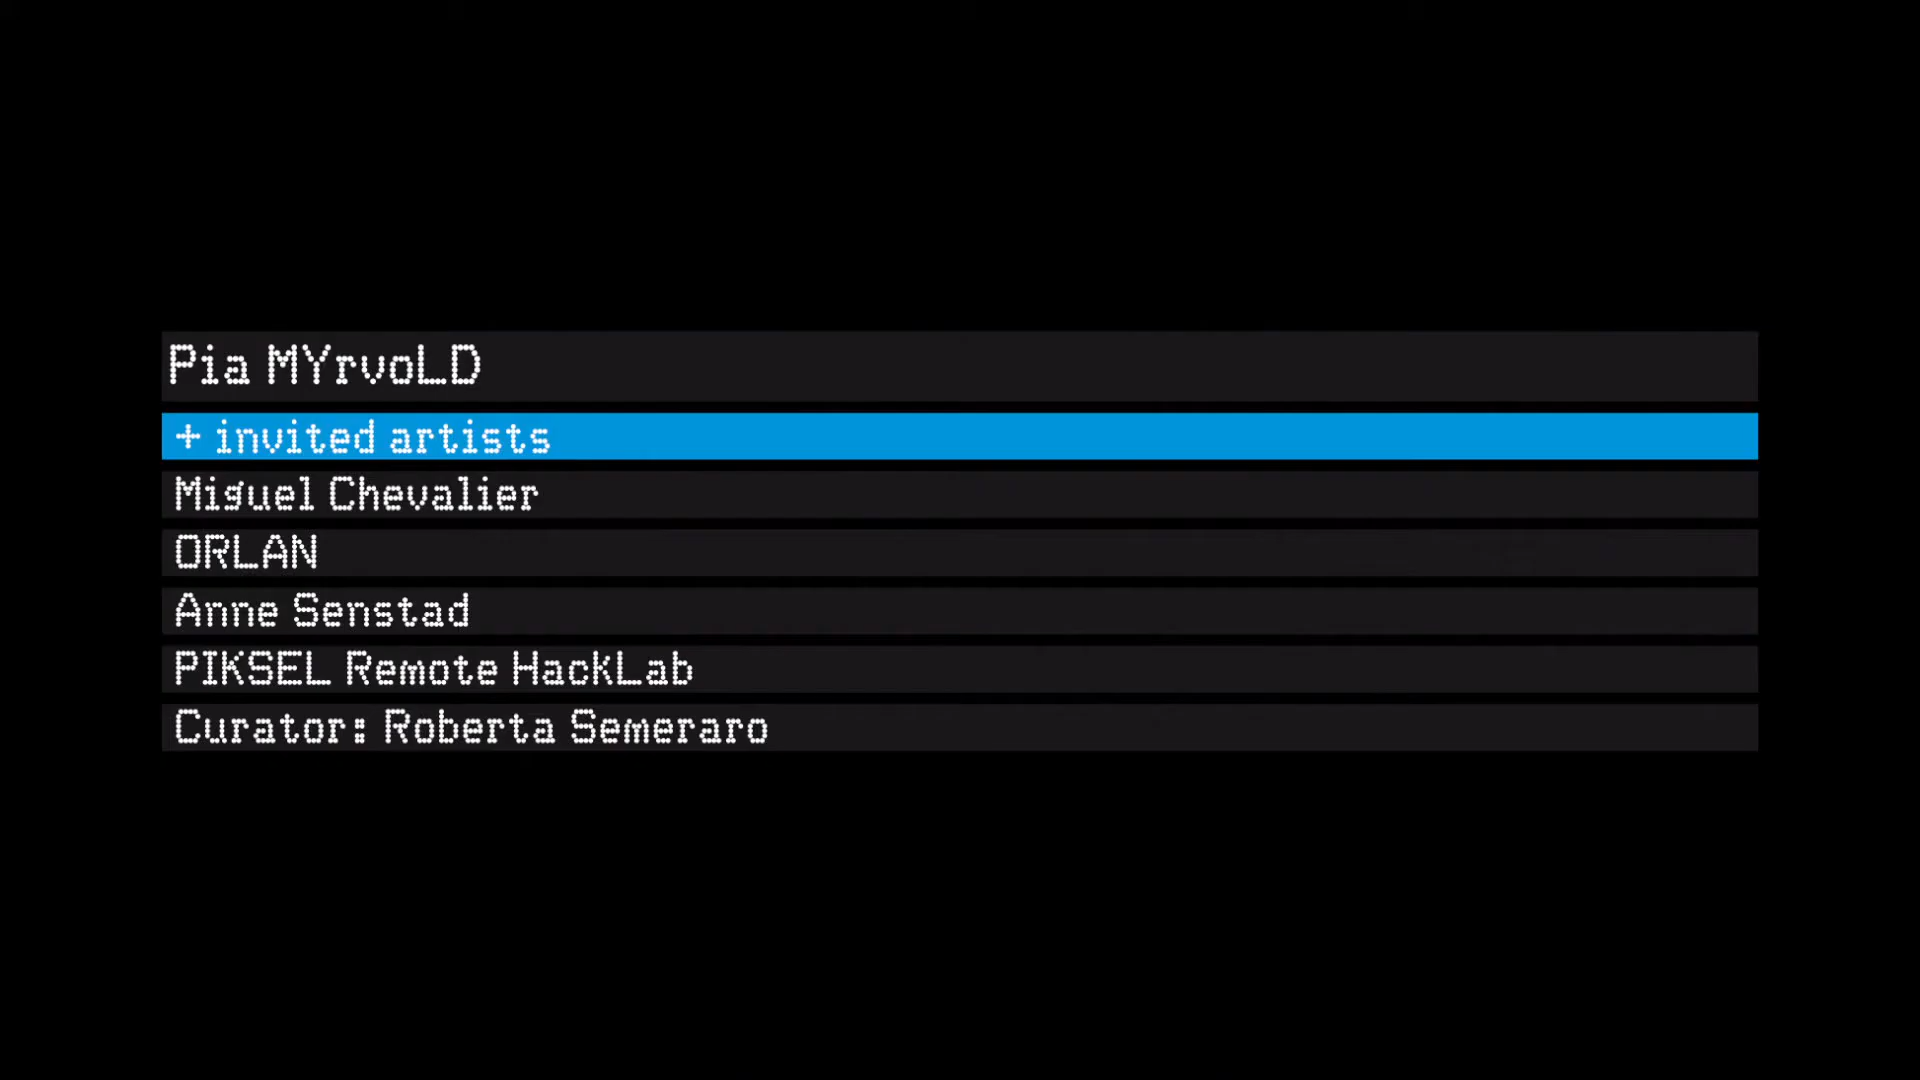 Pia MYrvoLD
+ invited artists
Miguel Chevalier
ORLAN
Anne Senstad
PIKSEL Remote HackLab
Curator: Roberta Semeraro